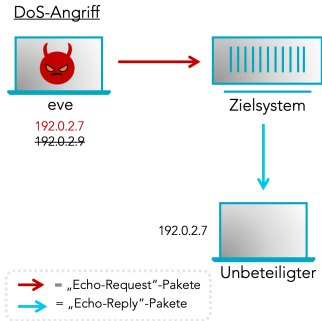 DoS-Angriff
eve
192.0.2.7
192.0.2.9
Zielsystem
192.0.2.7
Unbeteiligter
= „Echo-Request“-Pakete
= „Echo-Reply“-Pakete